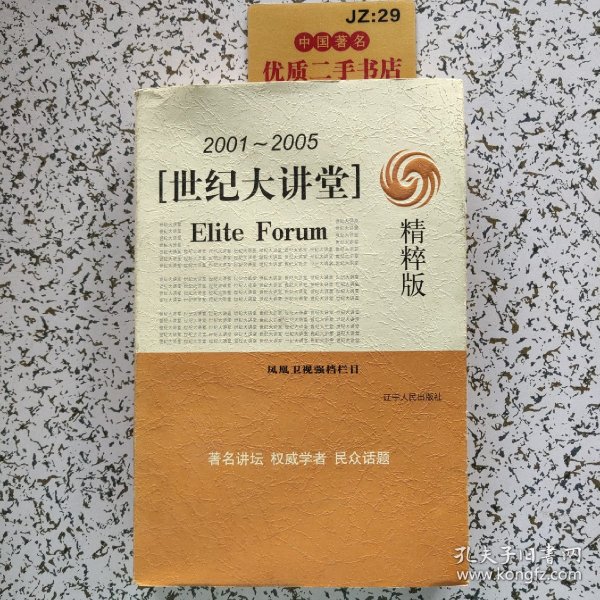 JZ:29
中国著名
优质二手书店
2001～2005
[世纪大讲堂]
Elite Forum
精粹版
凤凰卫视强档栏目
辽宁人民出版社
著名讲坛 权威学者 民众话题
孔夫子旧书网
www.kongfz.com